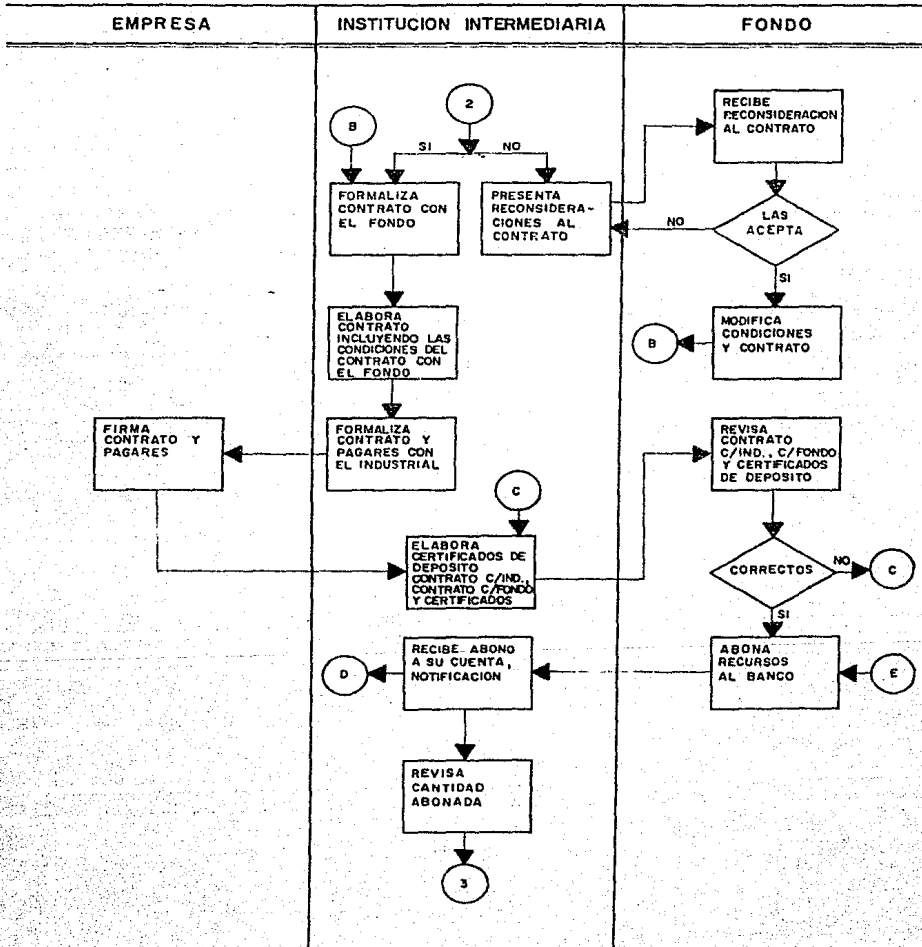 EMPRESA
INSTITUCION INTERMEDIARIA
FONDO
B
2
SI
NO
RECIBE
RECONSIDERACION
AL CONTRATO
FORMALIZA
CONTRATO CON
EL FONDO
PRESENTA
RECONSIDERA-
CIONES AL
CONTRATO
NO
LAS
ACEPTA
SI
ELABORA
CONTRATO
INCLUYENDO LAS
CONDICIONES DEL
CONTRATO CON
EL FONDO
B
MODIFICA
CONDICIONES
Y CONTRATO
FIRMA
CONTRATO Y
PAGARES
FORMALIZA
CONTRATO Y
PAGARES CON
EL INDUSTRIAL
REVISA
CONTRATO
C/IND., C/FONDO
Y CERTIFICADOS
DE DEPOSITO
C
ELABORA
CERTIFICADOS DE
DEPOSITO
CONTRATO C/IND.,
CONTRATO C/FONDO
Y CERTIFICADOS
CORRECTOS
NO
C
SI
D
RECIBE ABONO
A SU CUENTA,
NOTIFICACION
ABONA
RECURSOS
AL BANCO
E
REVISA
CANTIDAD
ABONADA
3